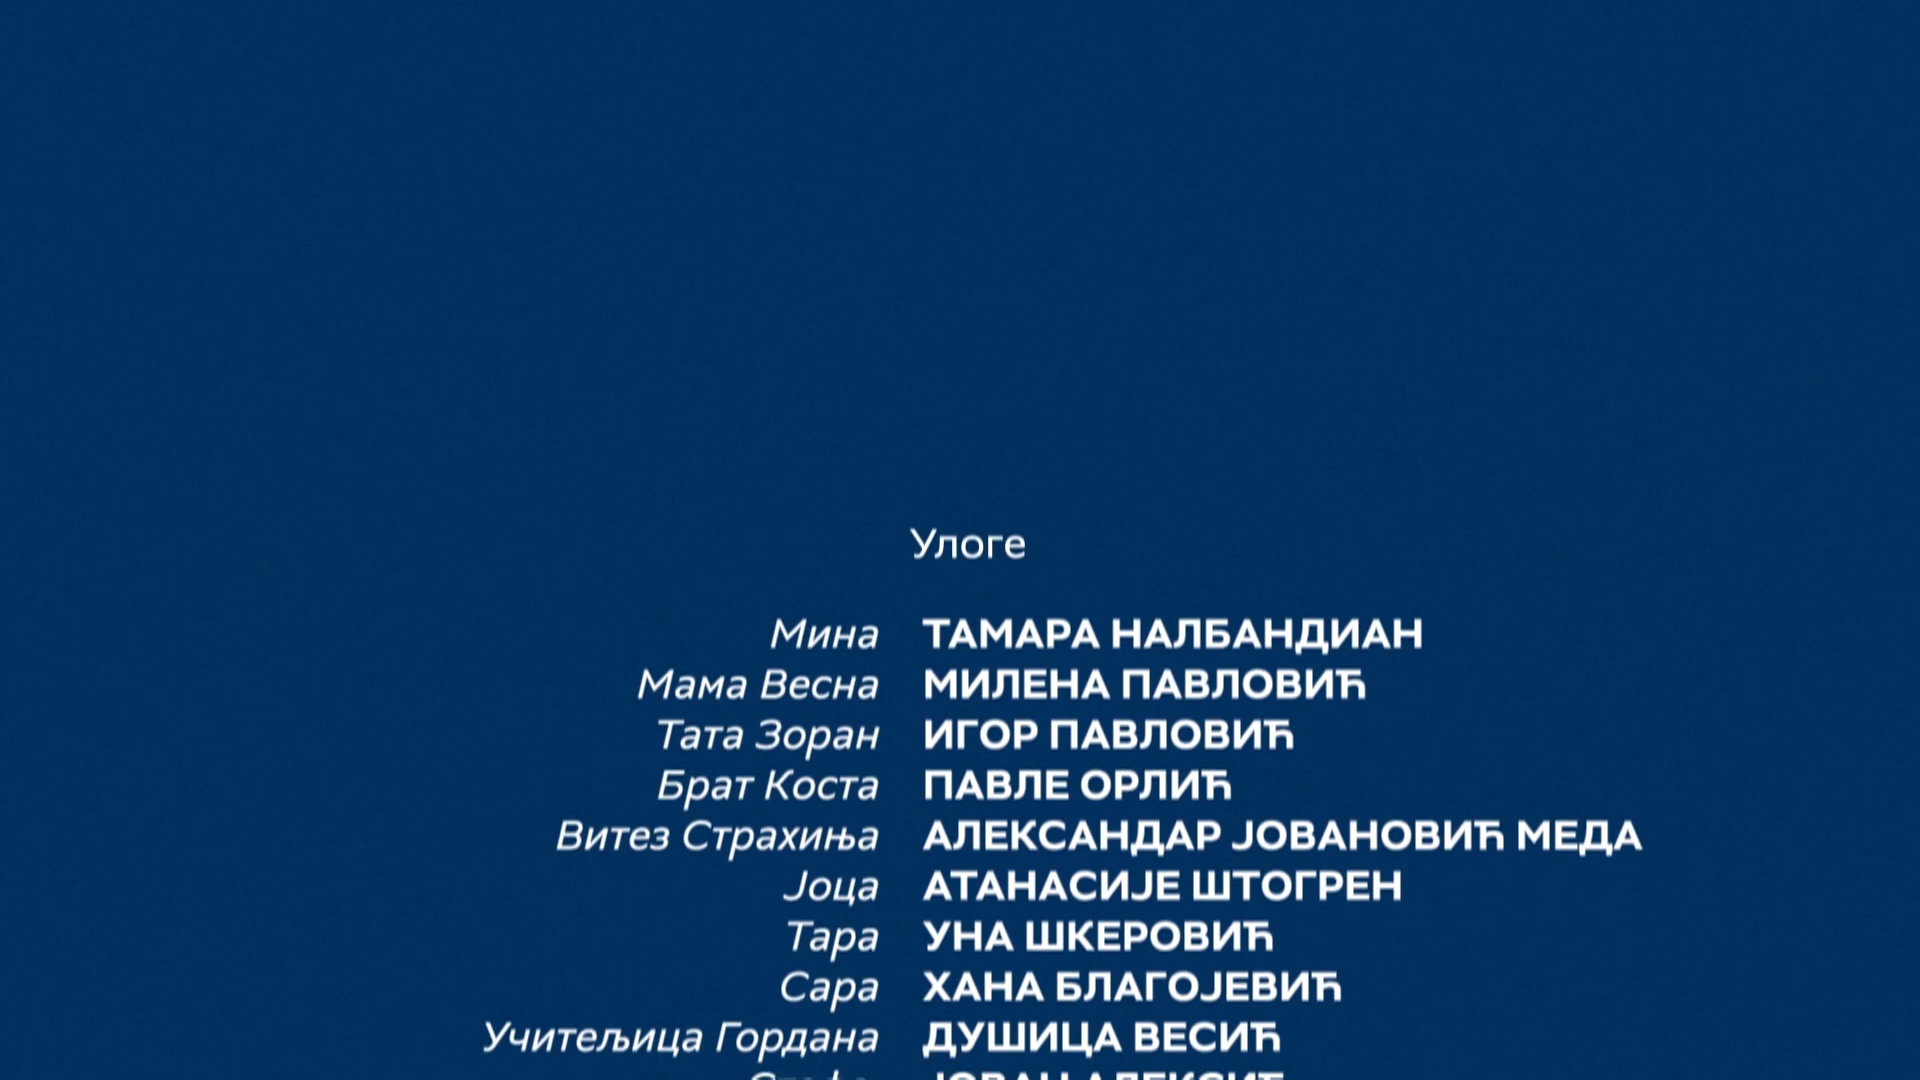 Улоге
Мина ТАМАРА НАЛБАНДИАН
Мама Весна МИЛЕНА ПАВЛОВИЋ
Тата Зоран ИГОР ПАВЛОВИЋ
Брат Коста ПАВЛЕ ОРЛИЋ
Витез Страхиња АЛЕКСАНДАР ЈОВАНОВИЋ МЕДА
Јоца АТАНАСИЈЕ ШТОГРЕН
Тара УНА ШКЕРОВИЋ
Сара ХАНА БЛАГОЈЕВИЋ
Учитељица Гордана ДУШИЦА ВЕСИЋ